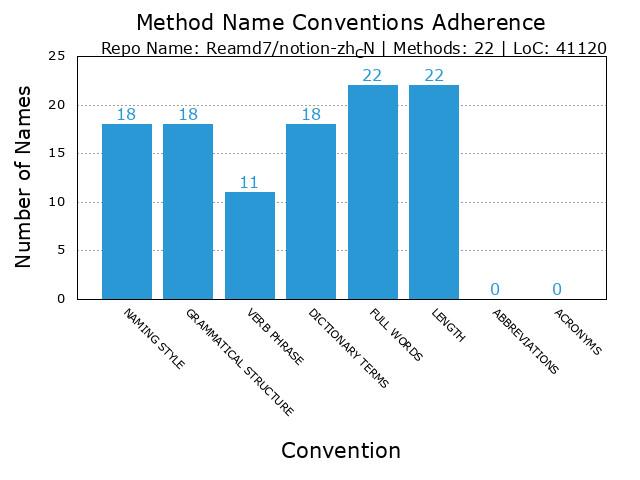 Method Name Conventions Adherence
Repo Name: Reamd7/notion-zhCN | Methods: 22 | LoC: 41120
Number of Names
25
20
15
10
5
0
18
18
11
18
22
22
0
0
NAMING STYLE
GRAMMATICAL STRUCTURE
VERB PHRASE
DICTIONARY TERMS
FULL WORDS
LENGTH
ABBREVIATIONS
ACRONYMS
Convention